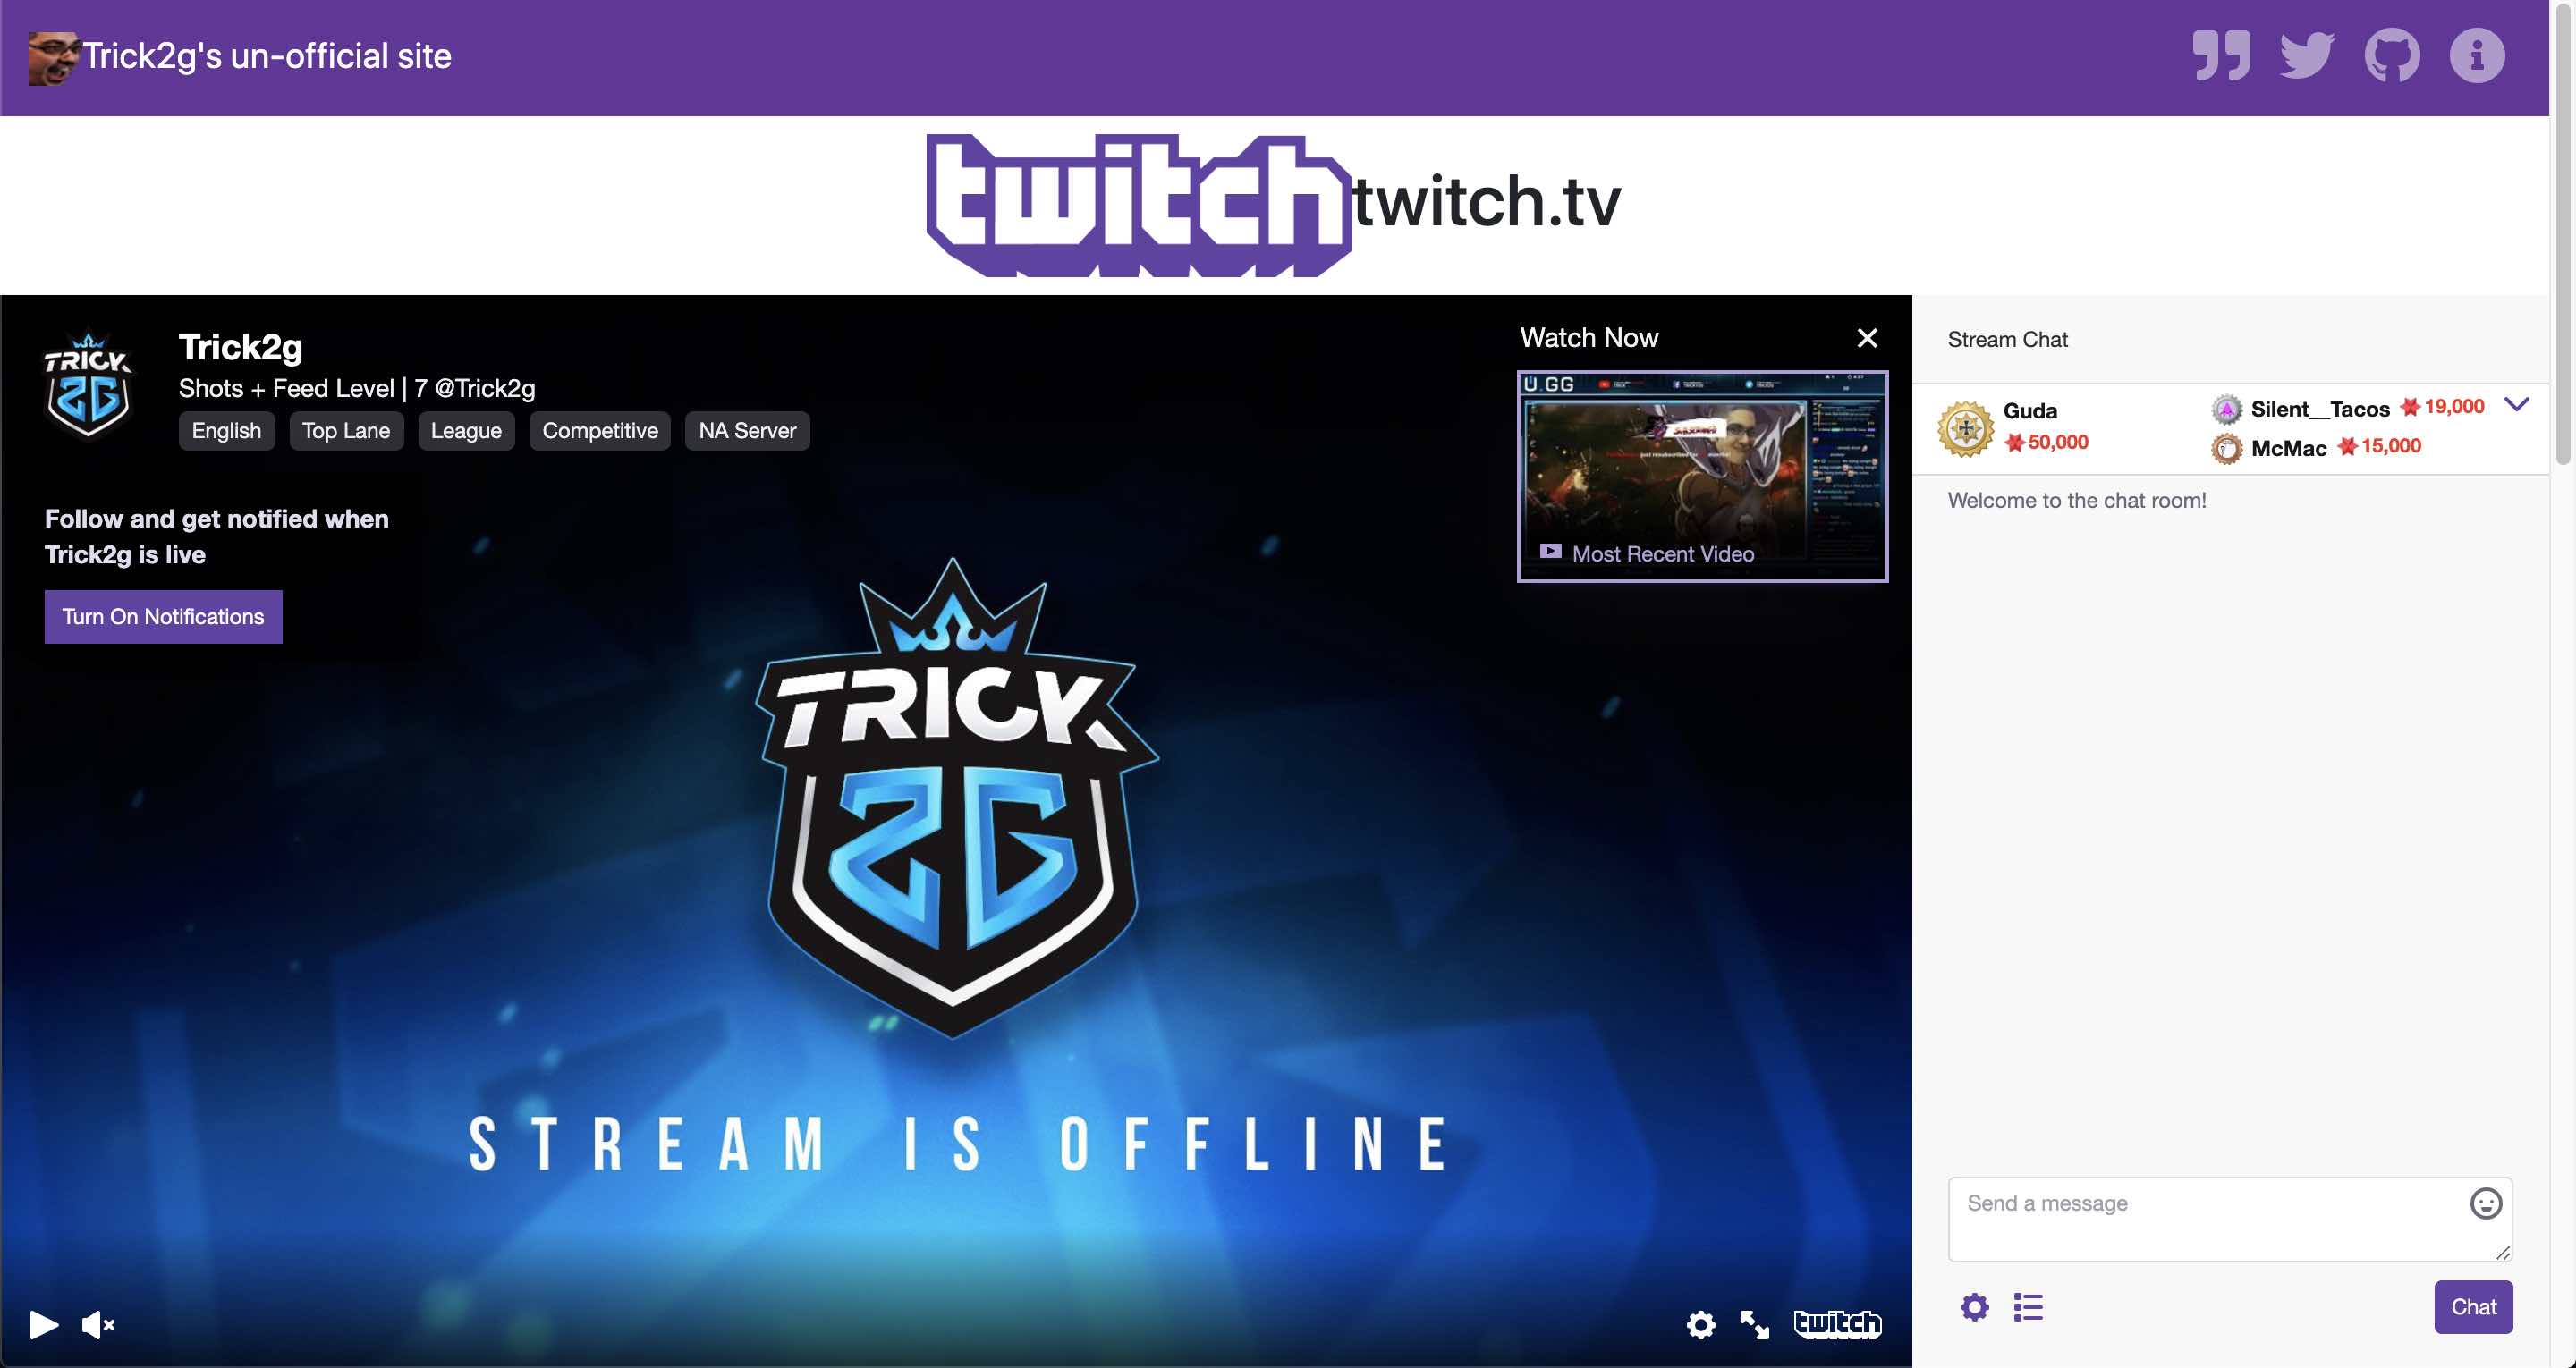 Trick2g's un-official site
twitch
twitch.tv
Trick2g
Shots + Feed Level | 7 @Trick2g
English
Top Lane
League
Competitive
NA Server
Follow and get notified when
Trick2g is live
Turn On Notifications
TRICK
2G
Watch Now
U.GG
Most Recent Video
TRICK
2G
STREAM IS OFFLINE
twitch
Stream Chat
Guda
50,000
Silent__Tacos 19,000
McMac 15,000
Welcome to the chat room!
Send a message
Chat